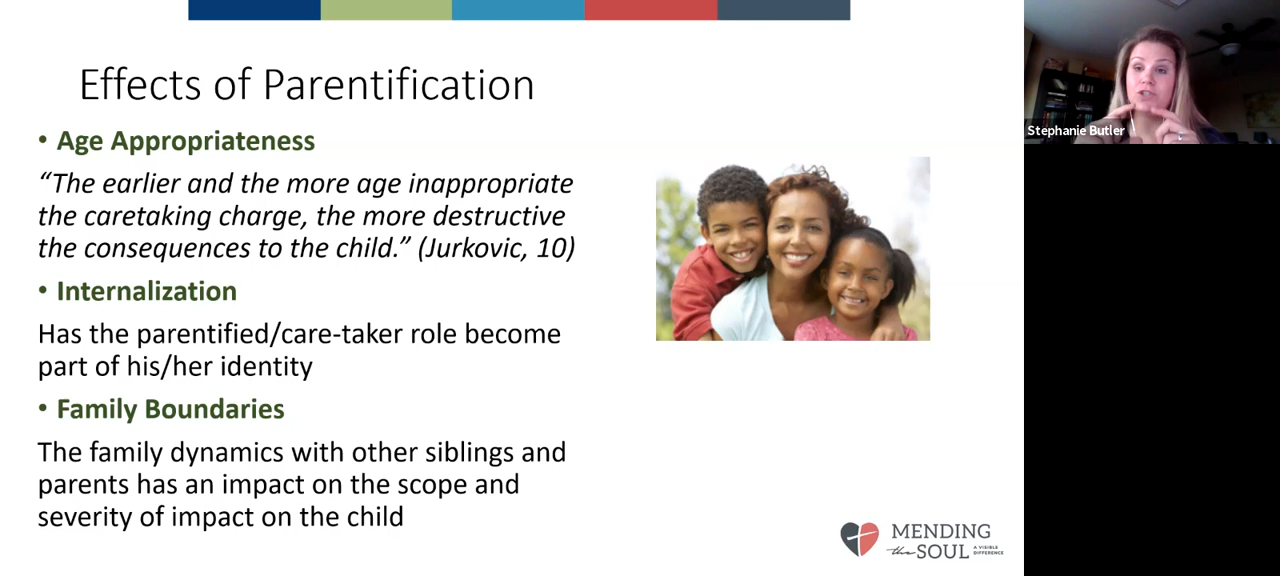 Effects of Parentification
• Age Appropriateness
“The earlier and the more age inappropriate
the caretaking charge, the more destructive
the consequences to the child.” (Jurkovic, 10)
• Internalization
Has the parentified/care-taker role become
part of his/her identity
• Family Boundaries
The family dynamics with other siblings and
parents has an impact on the scope and
severity of impact on the child
Stephanie Butler
MENDING
the SOUL
A VISIBLE
DIFFERENCE